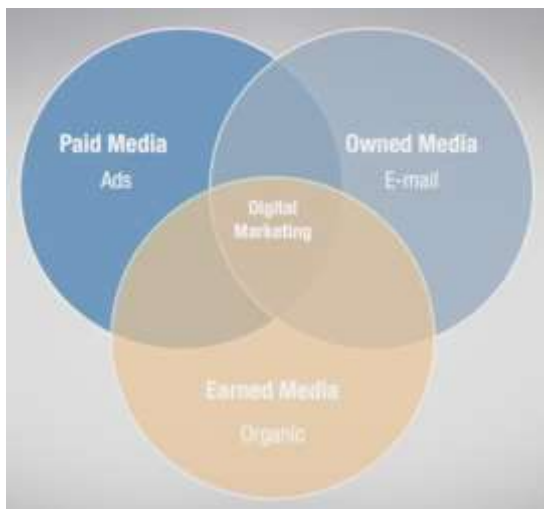 Paid Media
Ads
Owned Media
E-mail
Digital
Marketing
Earned Media
Organic